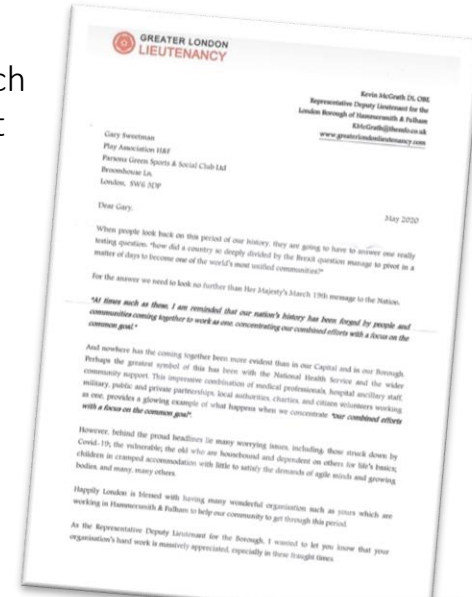 ch
t
GREATER LONDON
LIEUTENANCY
Kevin McGrath DL OBE
Representative Deputy Lieutenant for the
London Borough of Hammersmith & Fulham
www.greaterlondonlieutenancy.com
Gary Sweetman
Play Association H&F
Parsons Green Sports & Social Club Ltd
Broomhouse Ln,
London, SW6 3DP
May 2020
Dear Gary,
When people look back on this period of our history, they are going to have to answer one really
testing question, "how did a country so deeply divided by the Brexit question manage to pivot in a
matter of days to become one of the world's most unified communities?"
For the answer we need to look no further than Her Majesty's March 19th message to the Nation.
"At times such as these, I am reminded that our nation's history has been forged by people and
communities coming together to work as one, concentrating our combined efforts with a focus on the
common goal."
And nowhere has the coming together been more evident than in our Capital and in our Borough.
Perhaps the greatest symbol of this has been with the National Health Service and the wider
community support. This impressive combination of medical professionals, hospital ancillary staff,
military, public and private partnerships, local authorities, charities, and citizen volunteers working
as one, provides a glowing example of what happens when we concentrate "our combined efforts
with a focus on the common goal".
However, behind the proud headlines lie many worrying issues, including, those struck down by
Covid-19; the vulnerable; the old who are housebound and dependent on others for life's basics;
children in cramped accommodation with little to satisfy the demands of agile minds and growing
bodies, and many, many others.
Happily London is blessed with having many wonderful organisation such as yours which are
working in Hammersmith & Fulham to help our community to get through this period.
As the Representative Deputy Lieutenant for the Borough, I wanted to let you know that your
organisation's hard work is massively appreciated, especially in these fraught times.